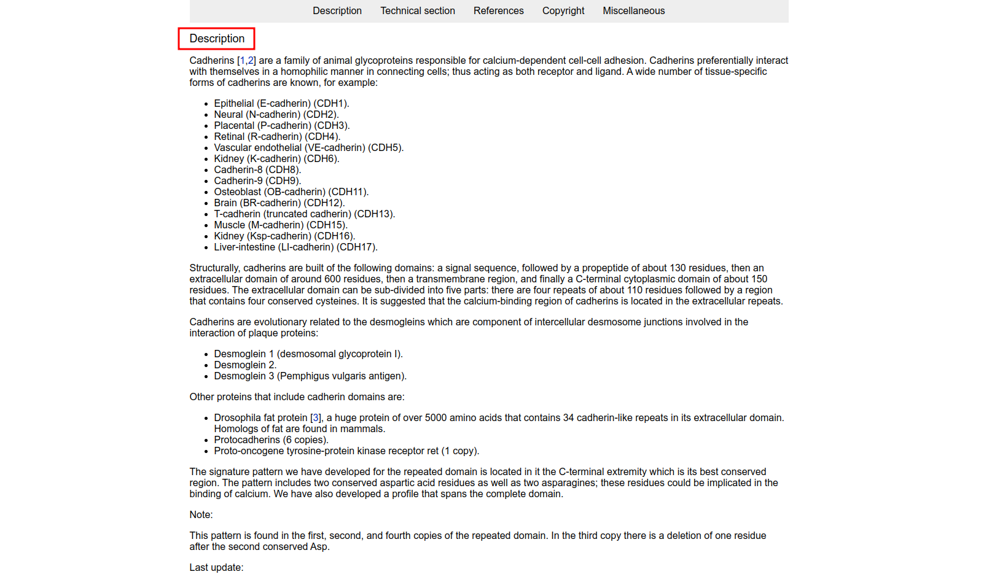 Description Technical section References Copyright Miscellaneous
Description
Cadherins [1,2] are a family of animal glycoproteins responsible for calcium-dependent cell-cell adhesion. Cadherins preferentially interact
with themselves in a homophilic manner in connecting cells; thus acting as both receptor and ligand. A wide number of tissue-specific
forms of cadherins are known, for example:
• Epithelial (E-cadherin) (CDH1).
• Neural (N-cadherin) (CDH2).
• Placental (P-cadherin) (CDH3).
• Retinal (R-cadherin) (CDH4).
• Vascular endothelial (VE-cadherin) (CDH5).
• Kidney (K-cadherin) (CDH6).
• Cadherin-8 (CDH8).
• Cadherin-9 (CDH9).
• Osteoblast (OB-cadherin) (CDH11).
• Brain (BR-cadherin) (CDH12).
• T-cadherin (truncated cadherin) (CDH13).
• Muscle (M-cadherin) (CDH15).
• Kidney (Ksp-cadherin) (CDH16).
• Liver-intestine (LI-cadherin) (CDH17).
Structurally, cadherins are built of the following domains: a signal sequence, followed by a propeptide of about 130 residues, then an
extracellular domain of around 600 residues, then a transmembrane region, and finally a C-terminal cytoplasmic domain of about 150
residues. The extracellular domain can be sub-divided into five parts: there are four repeats of about 110 residues followed by a region
that contains four conserved cysteines. It is suggested that the calcium-binding region of cadherins is located in the extracellular repeats.
Cadherins are evolutionary related to the desmogleins which are component of intercellular desmosome junctions involved in the
interaction of plaque proteins:
• Desmoglein 1 (desmosomal glycoprotein I).
• Desmoglein 2.
• Desmoglein 3 (Pemphigus vulgaris antigen).
Other proteins that include cadherin domains are:
• Drosophila fat protein [3], a huge protein of over 5000 amino acids that contains 34 cadherin-like repeats in its extracellular domain.
Homologs of fat are found in mammals.
• Protocadherins (6 copies).
• Proto-oncogene tyrosine-protein kinase receptor ret (1 copy).
The signature pattern we have developed for the repeated domain is located in it the C-terminal extremity which is its best conserved
region. The pattern includes two conserved aspartic acid residues as well as two asparagines; these residues could be implicated in the
binding of calcium. We have also developed a profile that spans the complete domain.
Note:
This pattern is found in the first, second, and fourth copies of the repeated domain. In the third copy there is a deletion of one residue
after the second conserved Asp.
Last update: